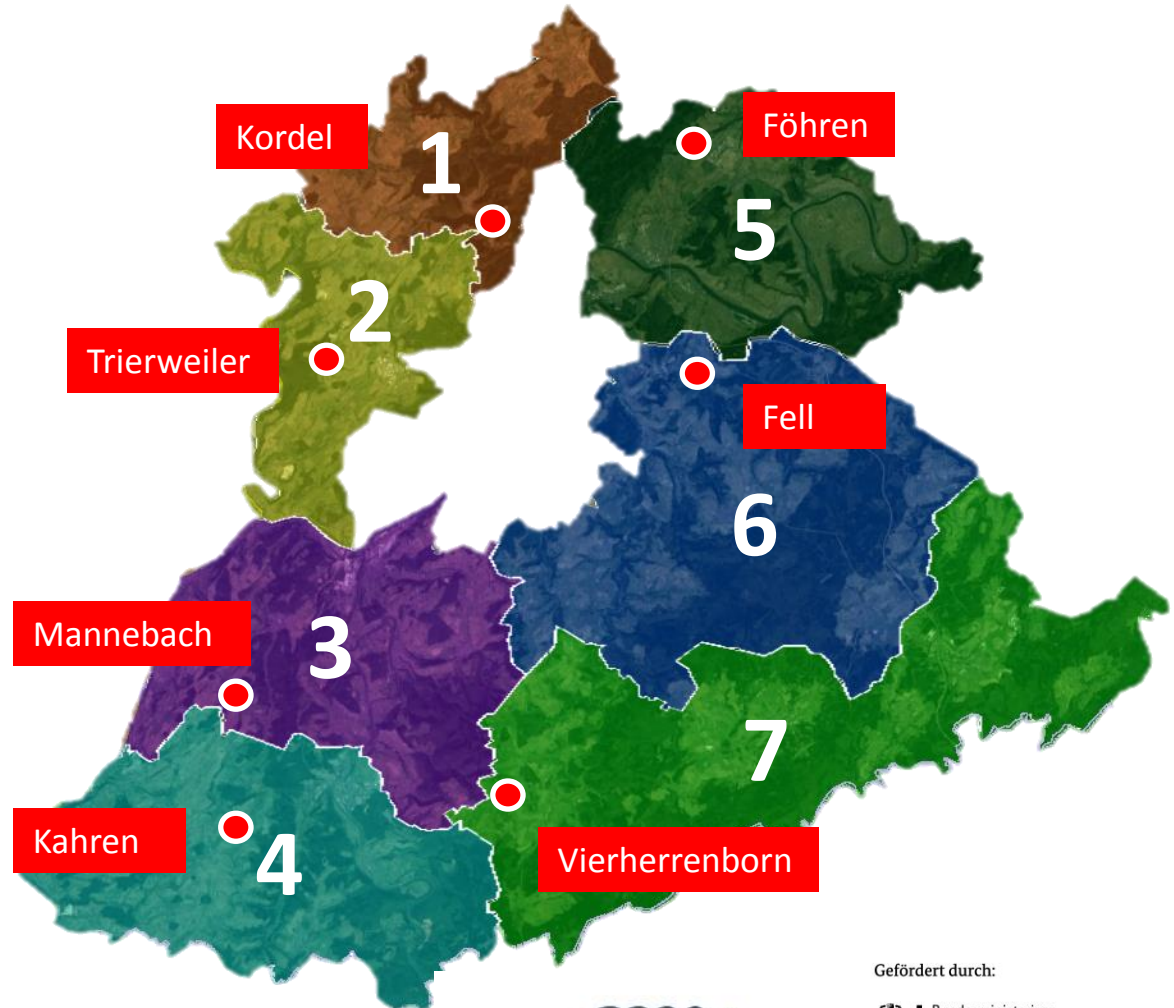 Kordel
Föhren
1
5
2
Trierweiler
Fell
6
Mannebach
3
7
Kahren
4
Vierherrenborn
Gefördert durch: